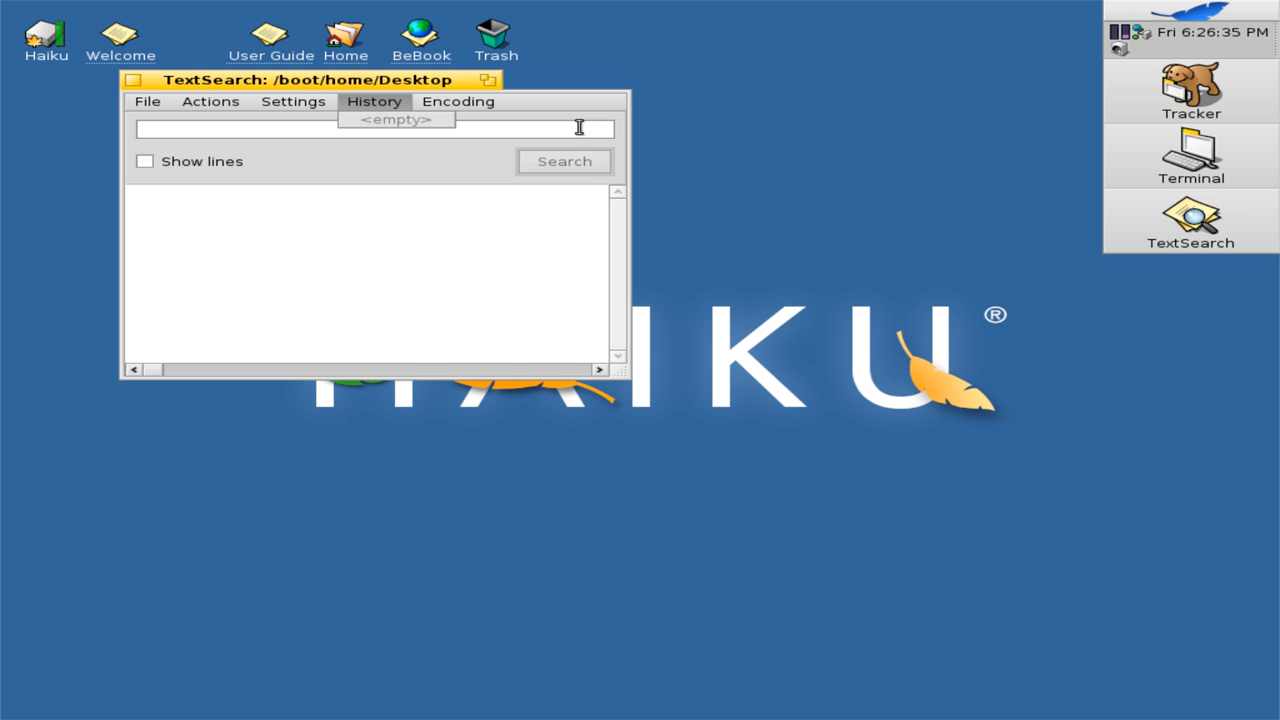 Haiku
Welcome
User Guide
Home
BeBook
Trash
Fri 6:26:35 PM
Tracker
Terminal
TextSearch
TextSearch: /boot/home/Desktop
File Actions Settings History Encoding
<empty>
Show lines
Search
HAIKU ®